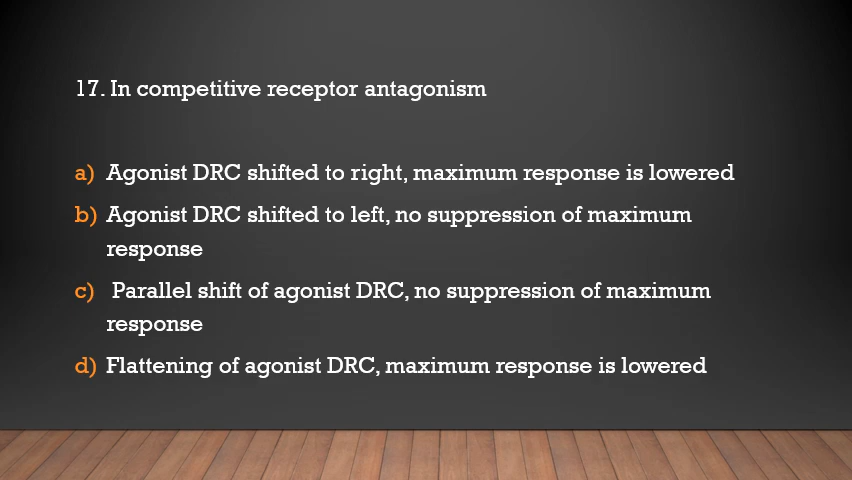 17. In competitive receptor antagonism
a) Agonist DRC shifted to right, maximum response is lowered
b) Agonist DRC shifted to left, no suppression of maximum
response
c) Parallel shift of agonist DRC, no suppression of maximum
response
d) Flattening of agonist DRC, maximum response is lowered